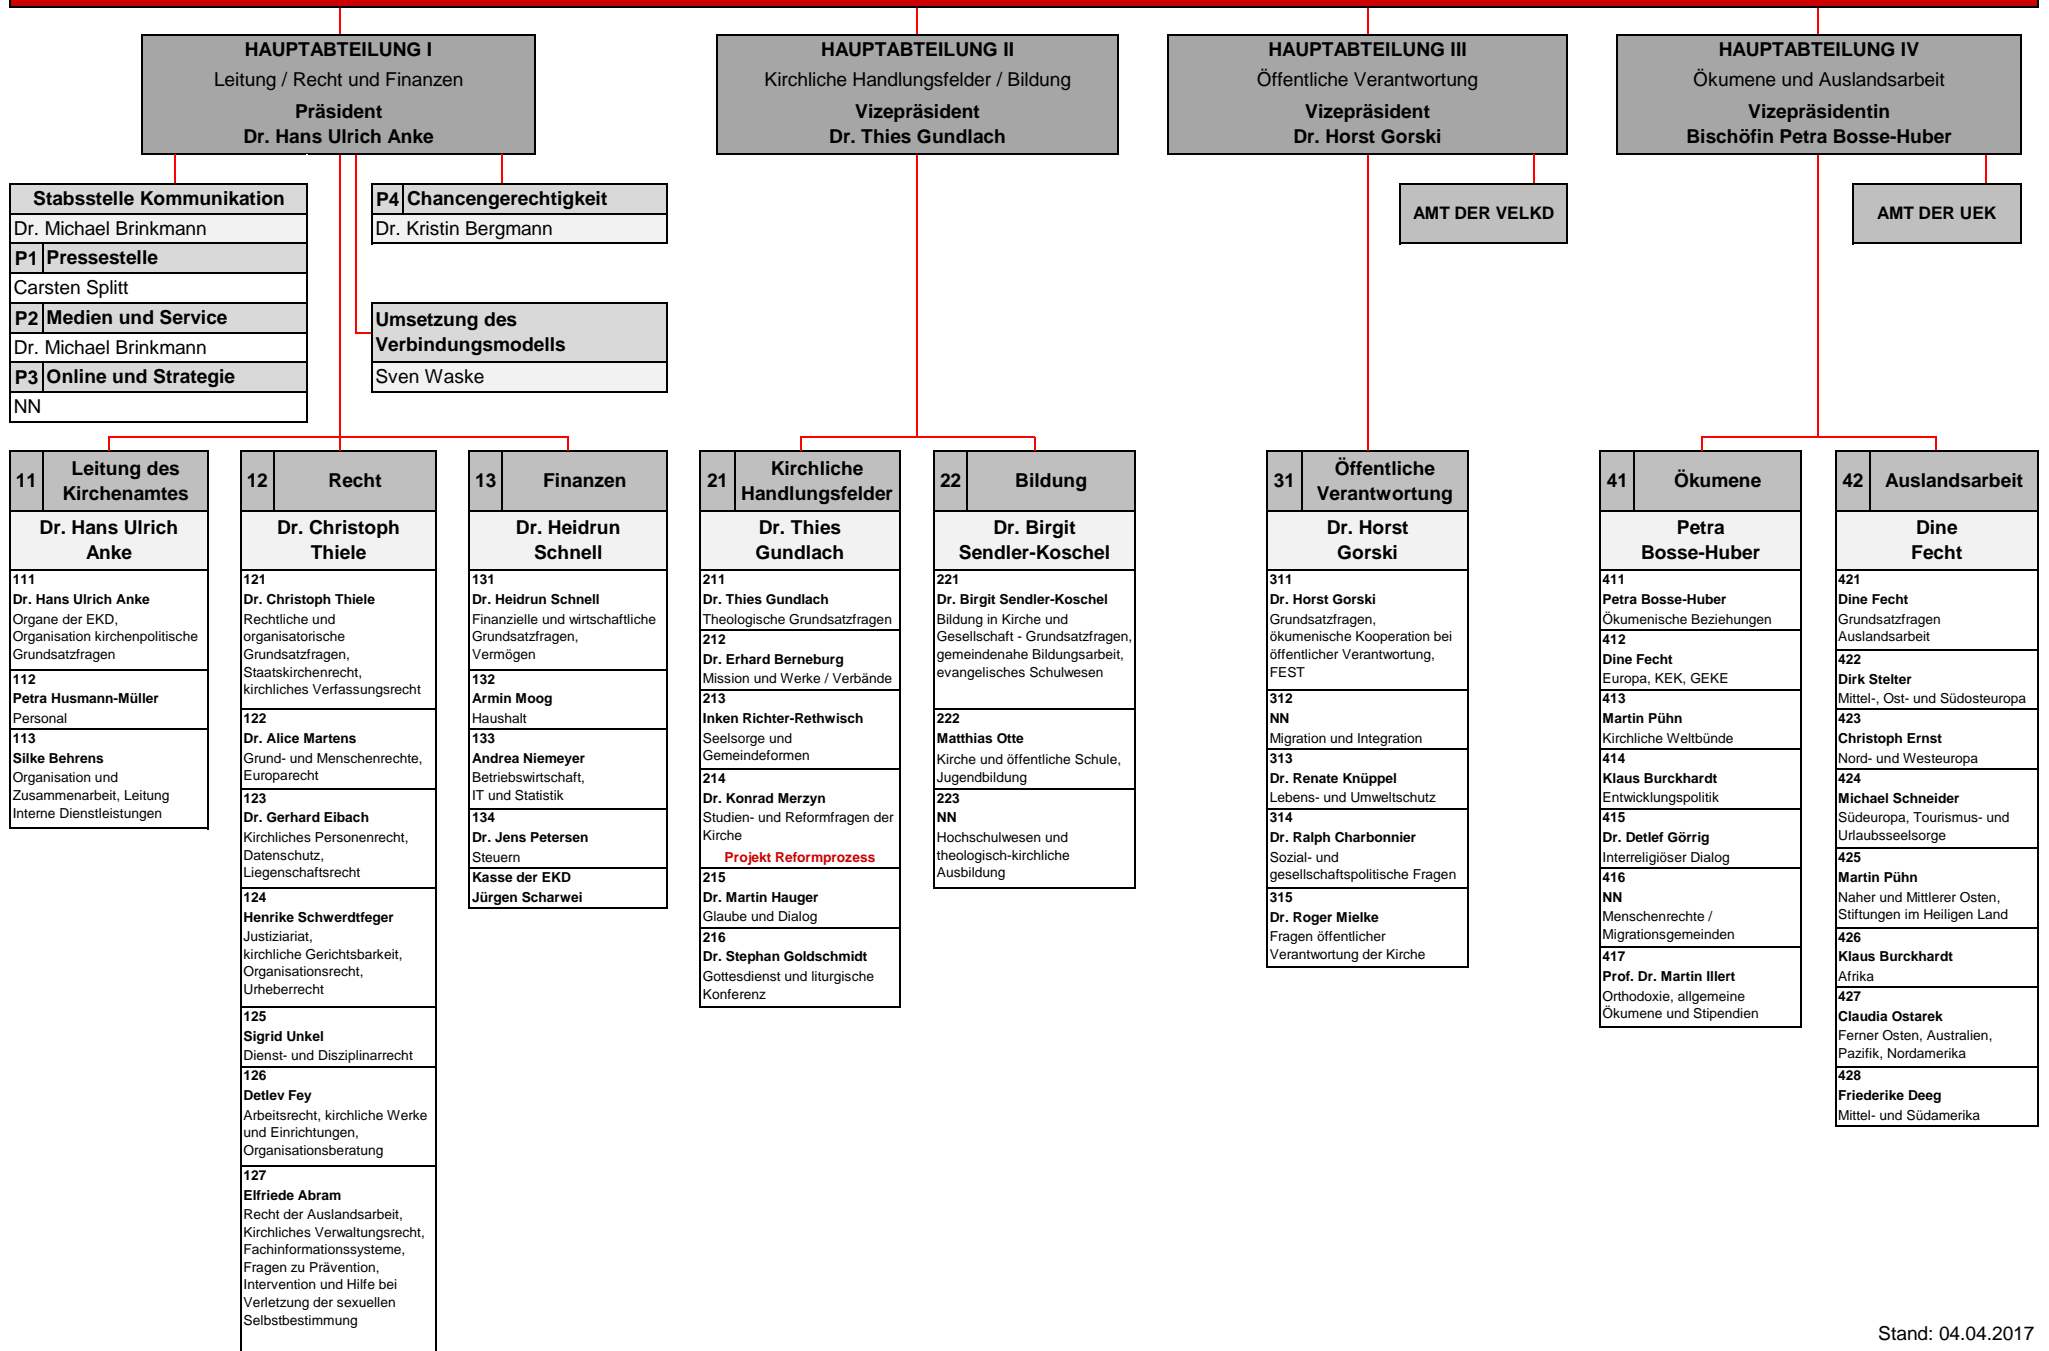 HAUPTABTEILUNG I
Leitung / Recht und Finanzen
Präsident
Dr. Hans Ulrich Anke
HAUPTABTEILUNG II
Kirchliche Handlungsfelder / Bildung
Vizepräsident
Dr. Thies Gundlach
HAUPTABTEILUNG III
Öffentliche Verantwortung
Vizepräsident
Dr. Horst Gorski
HAUPTABTEILUNG IV
Ökumene und Auslandsarbeit
Vizepräsidentin
Bischöfin Petra Bosse-Huber
Stabsstelle Kommunikation
Dr. Michael Brinkmann
P1 Pressestelle
Carsten Splitt
P2 Medien und Service
Dr. Michael Brinkmann
P3 Online und Strategie
NN
P4 Chancengerechtigkeit
Dr. Kristin Bergmann
Umsetzung des
Verbindungsmodells
Sven Waske
AMT DER VELKD
AMT DER UEK
11 Leitung des
Kirchenamtes
Dr. Hans Ulrich
Anke
111
Dr. Hans Ulrich Anke
Organe der EKD,
Organisation kirchenpolitische
Grundsatzfragen
112
Petra Husmann-Müller
Personal
113
Silke Behrens
Organisation und
Zusammenarbeit, Leitung
Interne Dienstleistungen
12 Recht
Dr. Christoph
Thiele
121
Dr. Christoph Thiele
Rechtliche und
organisatorische
Grundsatzfragen,
Staatskirchenrecht,
kirchliches Verfassungsrecht
122
Dr. Alice Martens
Grund- und Menschenrechte,
Europarecht
123
Dr. Gerhard Eibach
Kirchliches Personenrecht,
Datenschutz,
Liegenschaftsrecht
124
Henrike Schwerdtfeger
Justiziariat,
kirchliche Gerichtsbarkeit,
Organisationsrecht,
Urheberrecht
125
Sigrid Unkel
Dienst- und Disziplinarrecht
126
Detlev Fey
Arbeitsrecht, kirchliche Werke
und Einrichtungen,
Organisationsberatung
127
Elfriede Abram
Recht der Auslandsarbeit,
Kirchliches Verwaltungsrecht,
Fachinformationssysteme,
Fragen zu Prävention,
Intervention und Hilfe bei
Verletzung der sexuellen
Selbstbestimmung
13 Finanzen
Dr. Heidrun
Schnell
131
Dr. Heidrun Schnell
Finanzielle und wirtschaftliche
Grundsatzfragen,
Vermögen
132
Armin Moog
Haushalt
133
Andrea Niemeyer
Betriebswirtschaft,
IT und Statistik
134
Dr. Jens Petersen
Steuern
Kasse der EKD
Jürgen Scharwei
21 Kirchliche
Handlungsfelder
Dr. Thies
Gundlach
211
Dr. Thies Gundlach
Theologische Grundsatzfragen
212
Dr. Erhard Berneburg
Mission und Werke / Verbände
213
Inken Richter-Rethwisch
Seelsorge und
Gemeindeformen
214
Dr. Konrad Merzyn
Studien- und Reformfragen der
Kirche
Projekt Reformprozess
215
Dr. Martin Hauger
Glaube und Dialog
216
Dr. Stephan Goldschmidt
Gottesdienst und liturgische
Konferenz
22 Bildung
Dr. Birgit
Sendler-Koschel
221
Dr. Birgit Sendler-Koschel
Bildung in Kirche und
Gesellschaft - Grundsatzfragen,
gemeindenahe Bildungsarbeit,
evangelisches Schulwesen
222
Matthias Otte
Kirche und öffentliche Schule,
Jugendbildung
223
NN
Hochschulwesen und
theologisch-kirchliche
Ausbildung
31 Öffentliche
Verantwortung
Dr. Horst
Gorski
311
Dr. Horst Gorski
Grundsatzfragen,
ökumenische Kooperation bei
öffentlicher Verantwortung,
FEST
312
NN
Migration und Integration
313
Dr. Renate Knüppel
Lebens- und Umweltschutz
314
Dr. Ralph Charbonnier
Sozial- und
gesellschaftspolitische Fragen
315
Dr. Roger Mielke
Fragen öffentlicher
Verantwortung der Kirche
41 Ökumene
Petra
Bosse-Huber
411
Petra Bosse-Huber
Ökumenische Beziehungen
412
Dine Fecht
Europa, KEK, GEKE
413
Martin Pühn
Kirchliche Weltbünde
414
Klaus Burckhardt
Entwicklungspolitik
415
Dr. Detlef Görrig
Interreligiöser Dialog
416
NN
Menschenrechte /
Migrationsgemeinden
417
Prof. Dr. Martin Illert
Orthodoxie, allgemeine
Ökumene und Stipendien
42 Auslandsarbeit
Dine
Fecht
421
Dine Fecht
Grundsatzfragen
Auslandsarbeit
422
Dirk Stelter
Mittel-, Ost- und Südosteuropa
423
Christoph Ernst
Nord- und Westeuropa
424
Michael Schneider
Südeuropa, Tourismus- und
Urlaubsseelsorge
425
Martin Pühn
Naher und Mittlerer Osten,
Stiftungen im Heiligen Land
426
Klaus Burckhardt
Afrika
427
Claudia Ostarek
Ferner Osten, Australien,
Pazifik, Nordamerika
428
Friederike Deeg
Mittel- und Südamerika
Stand: 04.04.2017